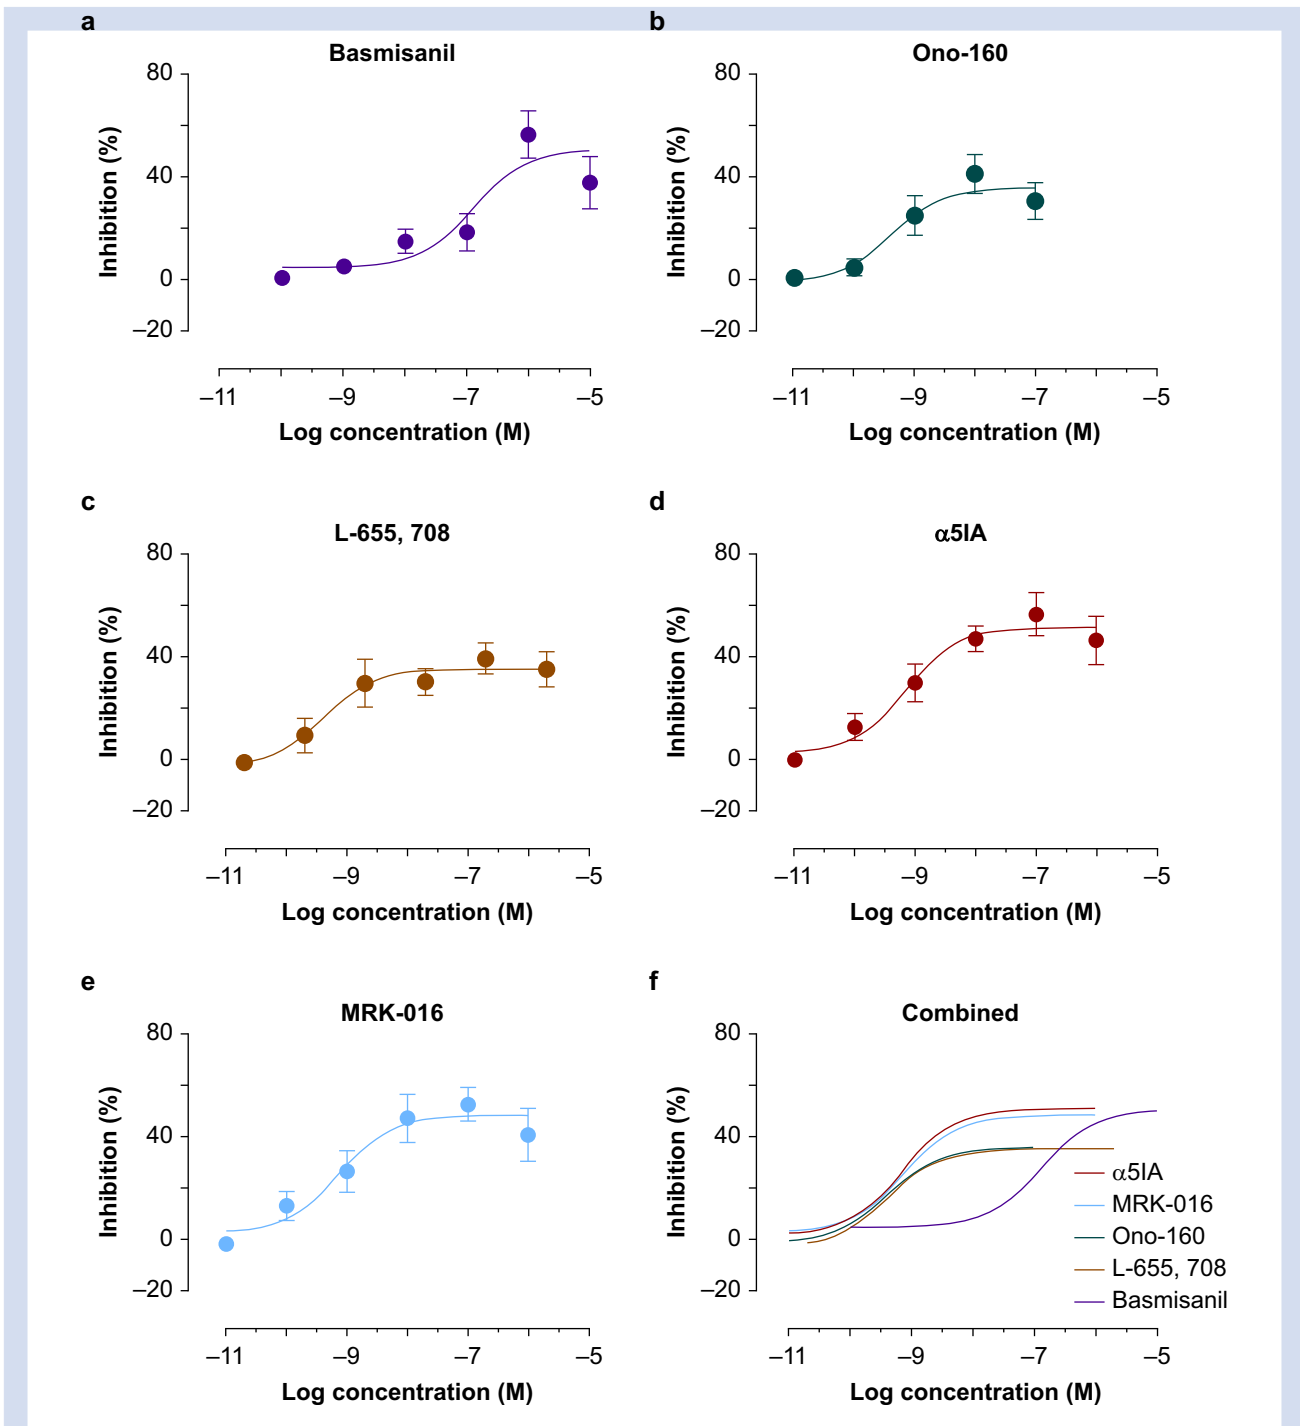 a
Basmisanil
80
40
0
–20
Inhibition (%)
–11 –9 –7 –5
Log concentration (M)
b
Ono-160
80
40
0
–20
Inhibition (%)
–11 –9 –7 –5
Log concentration (M)
c
L-655, 708
80
40
0
–20
Inhibition (%)
–11 –9 –7 –5
Log concentration (M)
d
α5IA
80
40
0
–20
Inhibition (%)
–11 –9 –7 –5
Log concentration (M)
e
MRK-016
80
40
0
–20
Inhibition (%)
–11 –9 –7 –5
Log concentration (M)
f
Combined
80
40
0
–20
Inhibition (%)
α5IA
MRK-016
Ono-160
L-655, 708
Basmisanil
–11 –9 –7 –5
Log concentration (M)